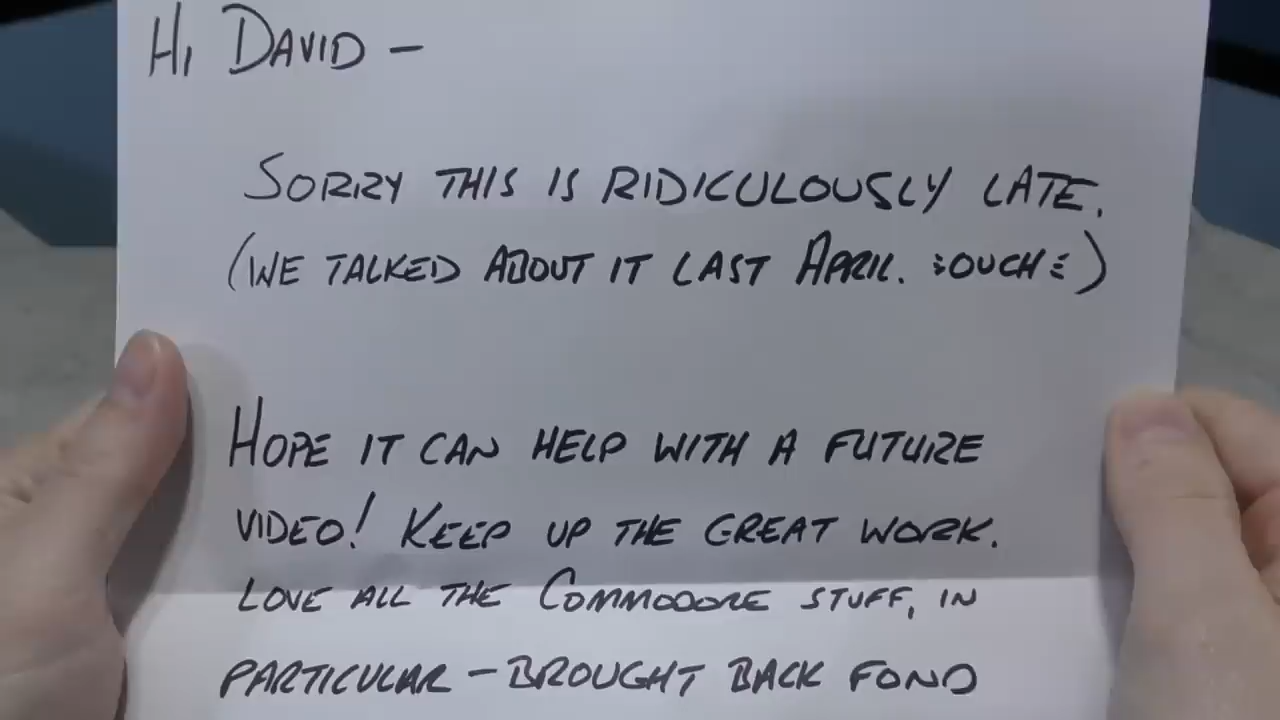 HI DAVID –
SORRY THIS IS RIDICULOUSLY LATE.
(WE TALKED ABOUT IT LAST APRIL. :OUCH:)
HOPE IT CAN HELP WITH A FUTURE
VIDEO! KEEP UP THE GREAT WORK.
LOVE ALL THE COMMODORE STUFF, IN
PARTICULAR – BROUGHT BACK FOND